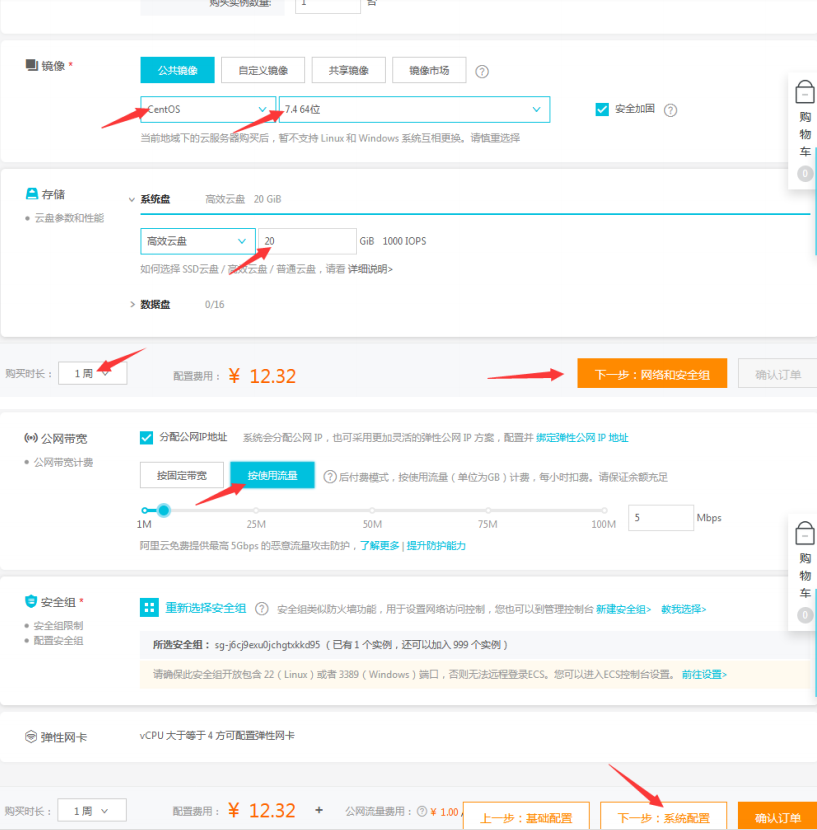 购买实例数量: 1 台
镜像 *
公共镜像 自定义镜像 共享镜像 镜像市场 ?
CentOS 7.4 64位 安全加固 ?
当前地域下的云服务器购买后，暂不支持 Linux 和 Windows 系统互相更换。请慎重选择
购物车
0
存储
云盘参数和性能
系统盘 高效云盘 20 GiB
高效云盘 20 GiB 1000 IOPS
如何选择 SSD云盘 / 高效云盘 / 普通云盘，请看 详细说明>
数据盘 0/16
购买时长： 1 周 配置费用： ¥ 12.32 下一步：网络和安全组 确认订单
公网带宽
公网带宽计费
分配公网IP地址 系统会分配公网 IP，也可采用更加灵活的弹性公网 IP 方案，配置并 绑定弹性公网 IP 地址
按固定带宽 按使用流量 ? 后付费模式，按使用流量（单位为GB）计费，每小时扣费。请保证余额充足
1M 25M 50M 75M 100M 5 Mbps
阿里云免费提供最高 5Gbps 的恶意流量攻击防护，了解更多 | 提升防护能力
购物车
0
安全组 *
安全组限制
配置安全组
重新选择安全组 ? 安全组类似防火墙功能，用于设置网络访问控制，您也可以到管理控制台 新建安全组> 教我选择>
所选安全组： sg-j6cj9exu0jchgtxkkd95 （已有 1 个实例，还可以加入 999 个实例）
请确保此安全组开放包含 22（Linux）或者 3389（Windows）端口，否则无法远程登录ECS。您可以进入ECS控制台设置。 前往设置>
弹性网卡 vCPU 大于等于 4 方可配置弹性网卡
购买时长： 1 周 配置费用： ¥ 12.32 + 公网流量费用： ? ¥ 1.00 / 上一步：基础配置 下一步：系统配置 确认订单